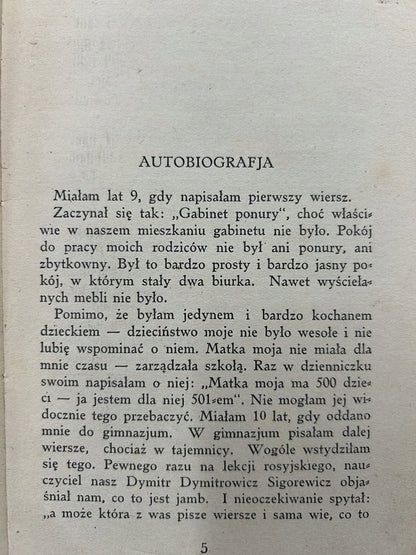 AUTOBIOGRAFJA
Miałam lat 9, gdy napisałam pierwszy wiersz.
Zaczynał się tak: „Gabinet ponury”, choć właści-
wie w naszem mieszkaniu gabinetu nie było. Pokój
do pracy moich rodziców nie był ani ponury, ani
zbytkowny. Był to bardzo prosty i bardzo jasny po-
kój, w którym stały dwa biurka. Nawet wyściela-
nych mebli nie było.
Pomimo, że byłam jedynem i bardzo kochanem
dzieckiem — dzieciństwo moje nie było wesołe i nie
lubię wspominać o niem. Matka moja nie miała dla
mnie czasu — zarządzała szkołą. Raz w dzienniczku
swoim napisałam o niej: „Matka moja ma 500 dzie-
ci — ja jestem dla niej 501-em”. Nie mogłam jej wi-
docznie tego przebaczyć. Miałam 10 lat, gdy oddano
mnie do gimnazjum. W gimnazjum pisałam dalej
wiersze, chociaż w tajemnicy. Wogóle wstydziłam
się tego. Pewnego razu na lekcji rosyjskiego, nau-
czyciel nasz Dymitr Dymitrowicz Sigorewicz obja-
śniał nam, co to jest jamb. I nieoczekiwanie spytał:
„a może która z was pisze wiersze i sama wie, co to
5